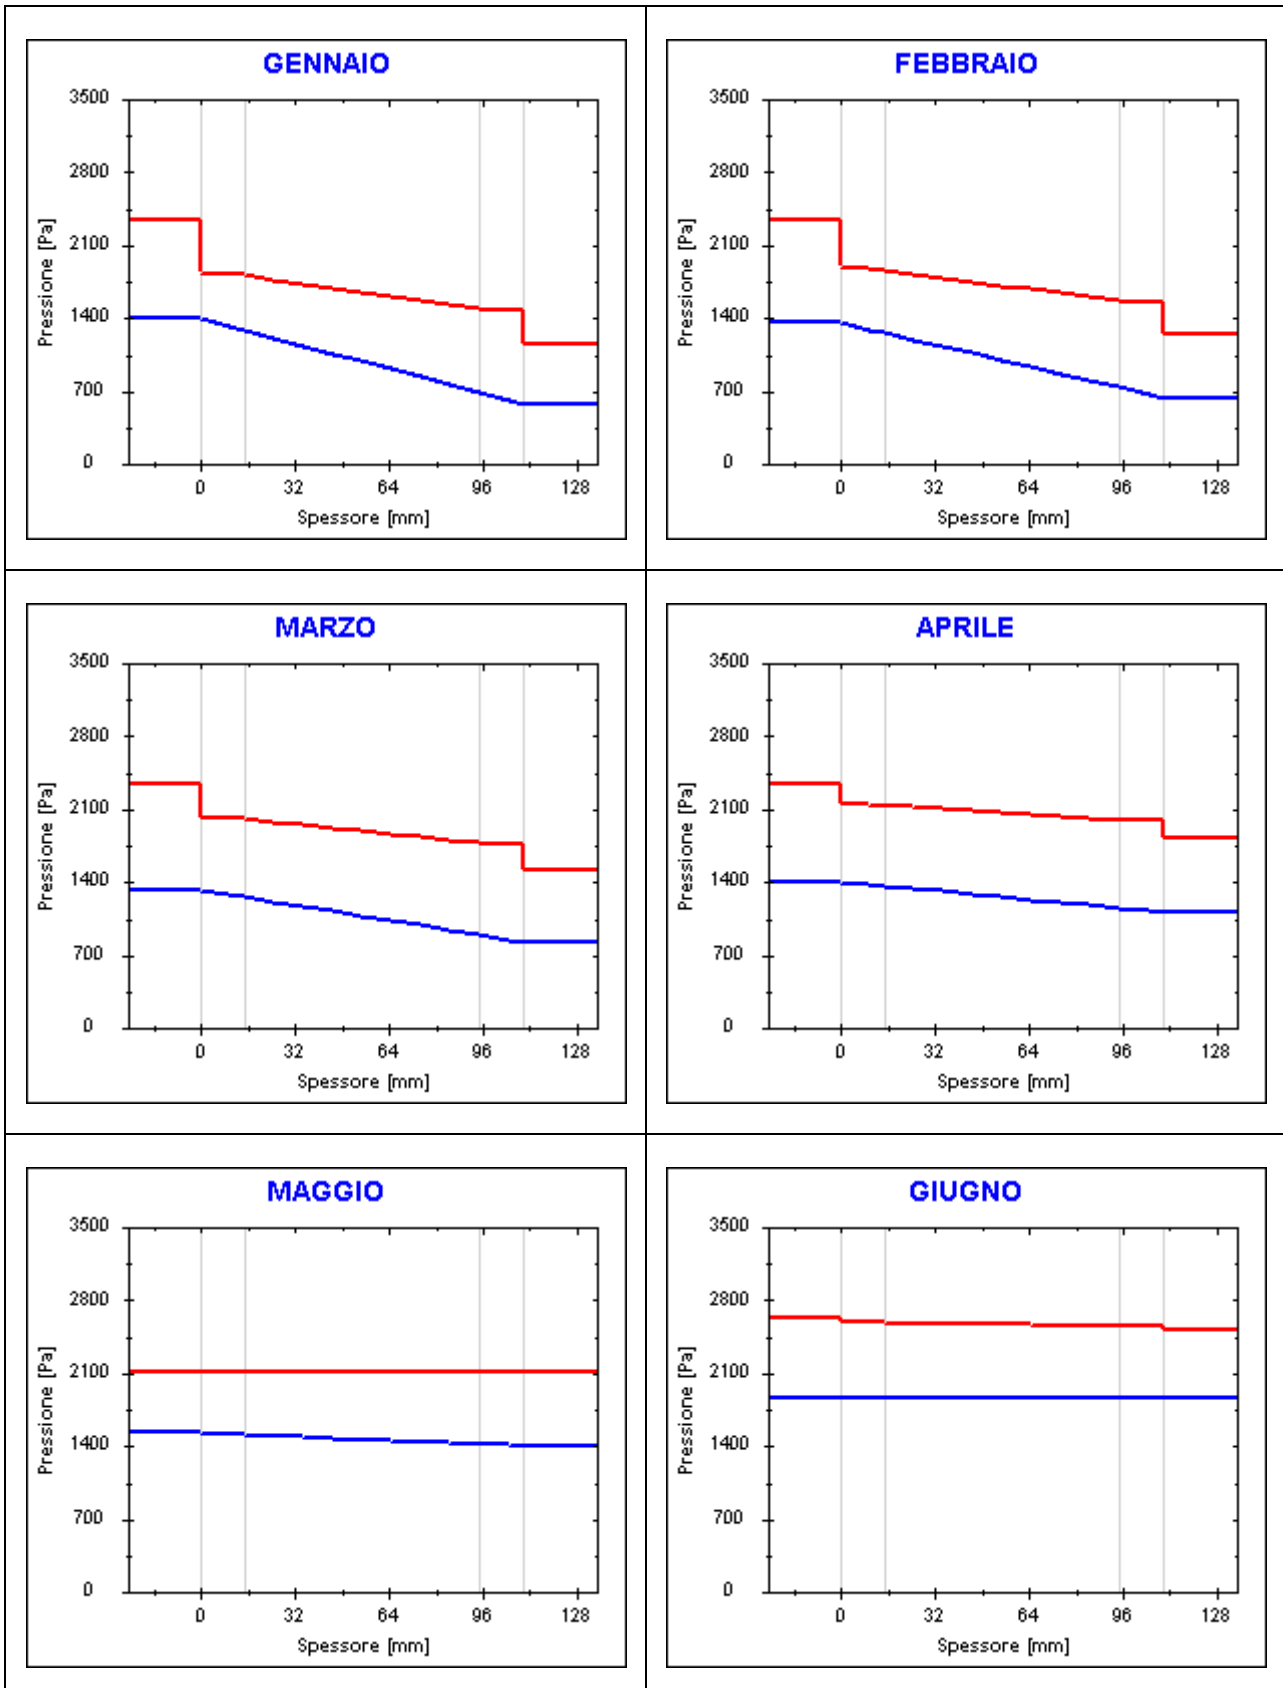 GENNAIO
3500
2800
2100
1400
700
0
Pressione [Pa]
0 32 64 96 128
Spessore [mm]
FEBBRAIO
3500
2800
2100
1400
700
0
Pressione [Pa]
0 32 64 96 128
Spessore [mm]
MARZO
3500
2800
2100
1400
700
0
Pressione [Pa]
0 32 64 96 128
Spessore [mm]
APRILE
3500
2800
2100
1400
700
0
Pressione [Pa]
0 32 64 96 128
Spessore [mm]
MAGGIO
3500
2800
2100
1400
700
0
Pressione [Pa]
0 32 64 96 128
Spessore [mm]
GIUGNO
3500
2800
2100
1400
700
0
Pressione [Pa]
0 32 64 96 128
Spessore [mm]